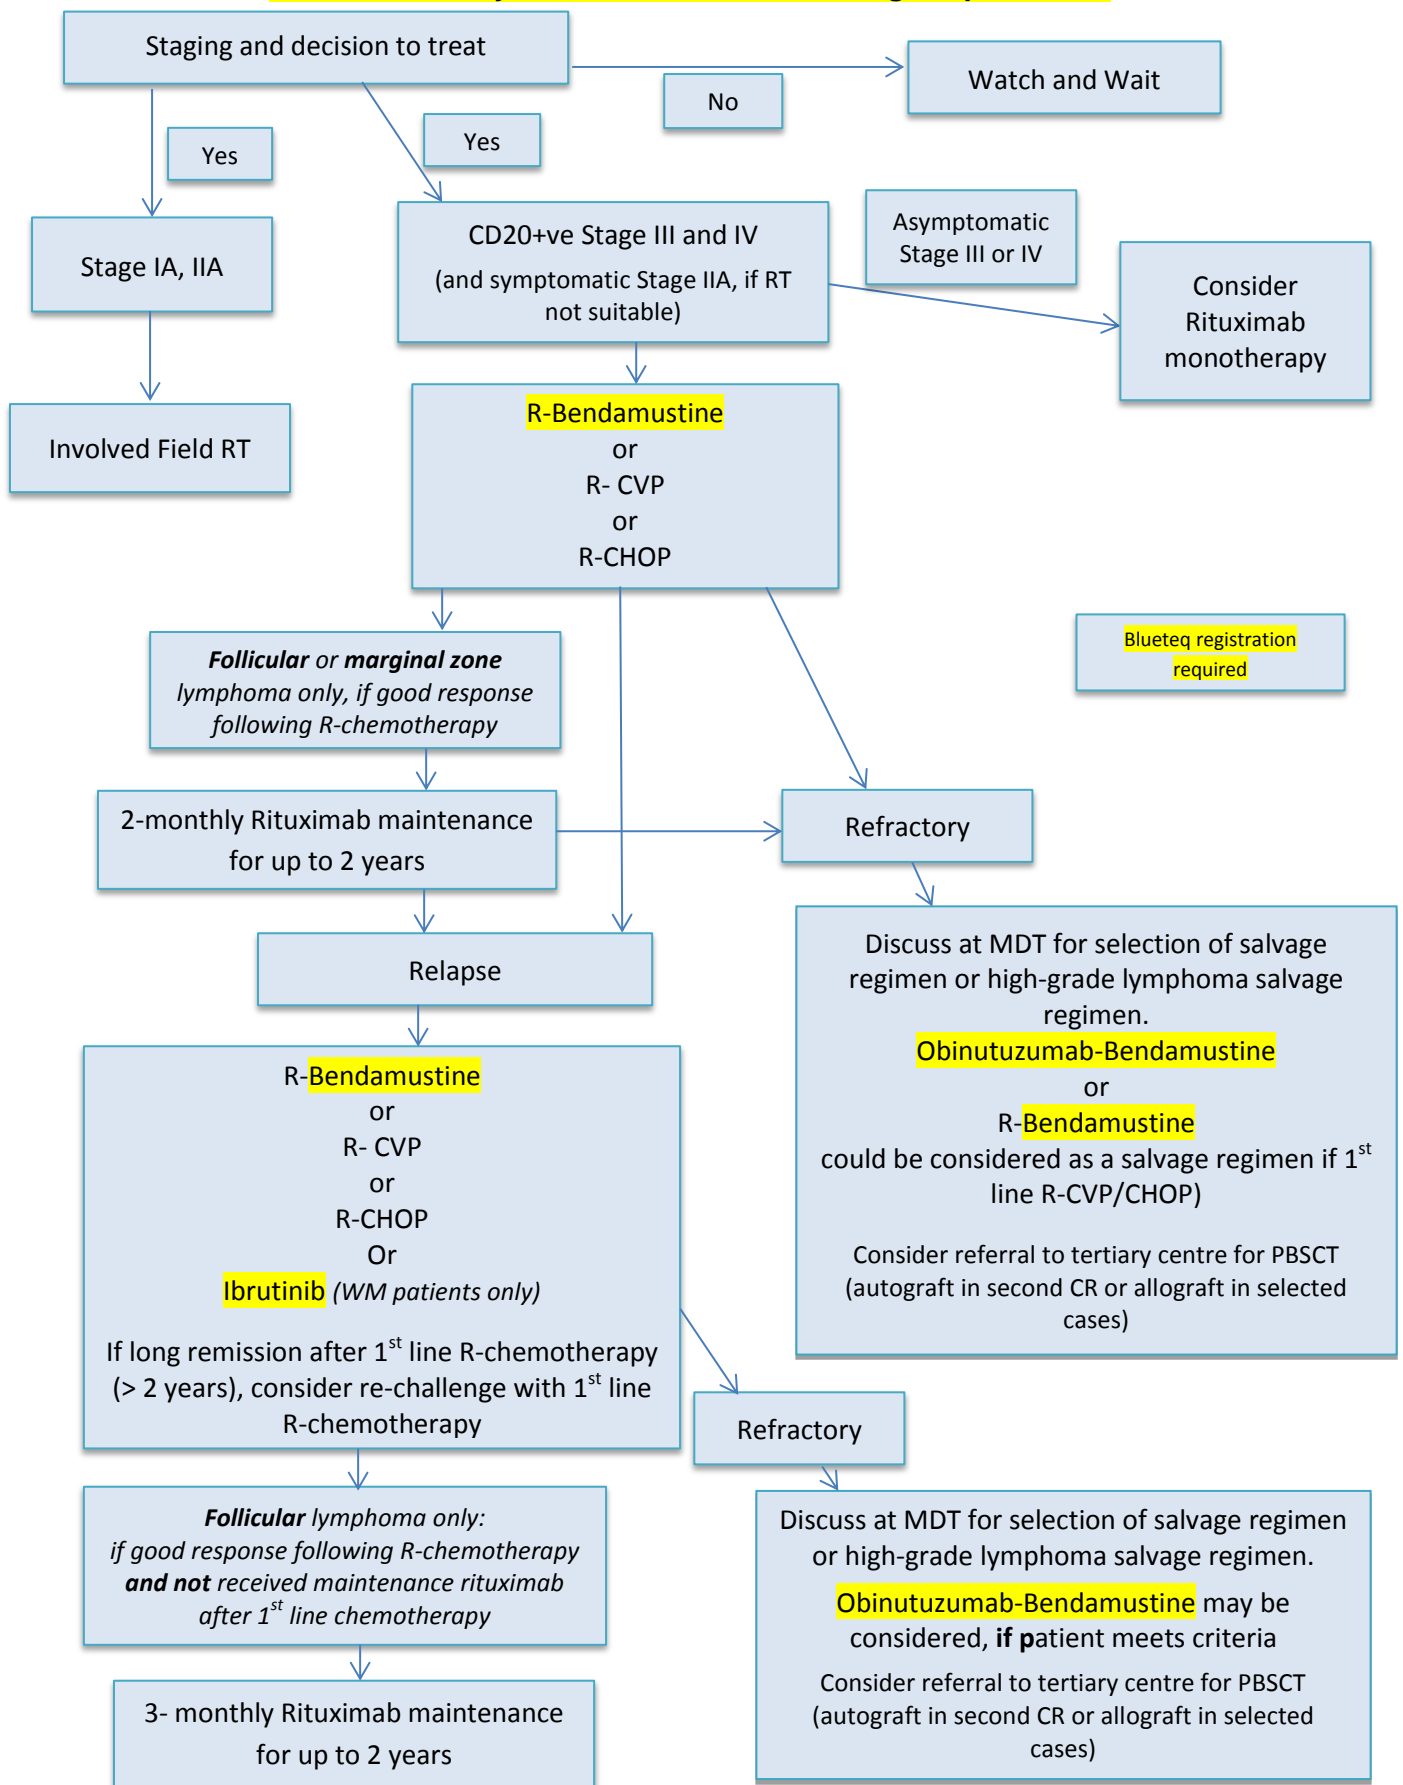 Staging and decision to treat
No
Watch and Wait
Yes
Yes
Stage IA, IIA
CD20+ve Stage III and IV
(and symptomatic Stage IIA, if RT
not suitable)
Asymptomatic
Stage III or IV
Consider
Rituximab
monotherapy
Involved Field RT
R-Bendamustine
or
R- CVP
or
R-CHOP
Blueteq registration
required
Follicular or marginal zone
lymphoma only, if good response
following R-chemotherapy
2-monthly Rituximab maintenance
for up to 2 years
Refractory
Relapse
Discuss at MDT for selection of salvage
regimen or high-grade lymphoma salvage
regimen.
Obinutuzumab-Bendamustine
or
R-Bendamustine
could be considered as a salvage regimen if 1st
line R-CVP/CHOP)
Consider referral to tertiary centre for PBSCT
(autograft in second CR or allograft in selected
cases)
R-Bendamustine
or
R- CVP
or
R-CHOP
Or
Ibrutinib (WM patients only)
If long remission after 1st line R-chemotherapy
(> 2 years), consider re-challenge with 1st line
R-chemotherapy
Refractory
Follicular lymphoma only:
if good response following R-chemotherapy
and not received maintenance rituximab
after 1st line chemotherapy
3- monthly Rituximab maintenance
for up to 2 years
Discuss at MDT for selection of salvage regimen
or high-grade lymphoma salvage regimen.
Obinutuzumab-Bendamustine may be
considered, if patient meets criteria
Consider referral to tertiary centre for PBSCT
(autograft in second CR or allograft in selected
cases)